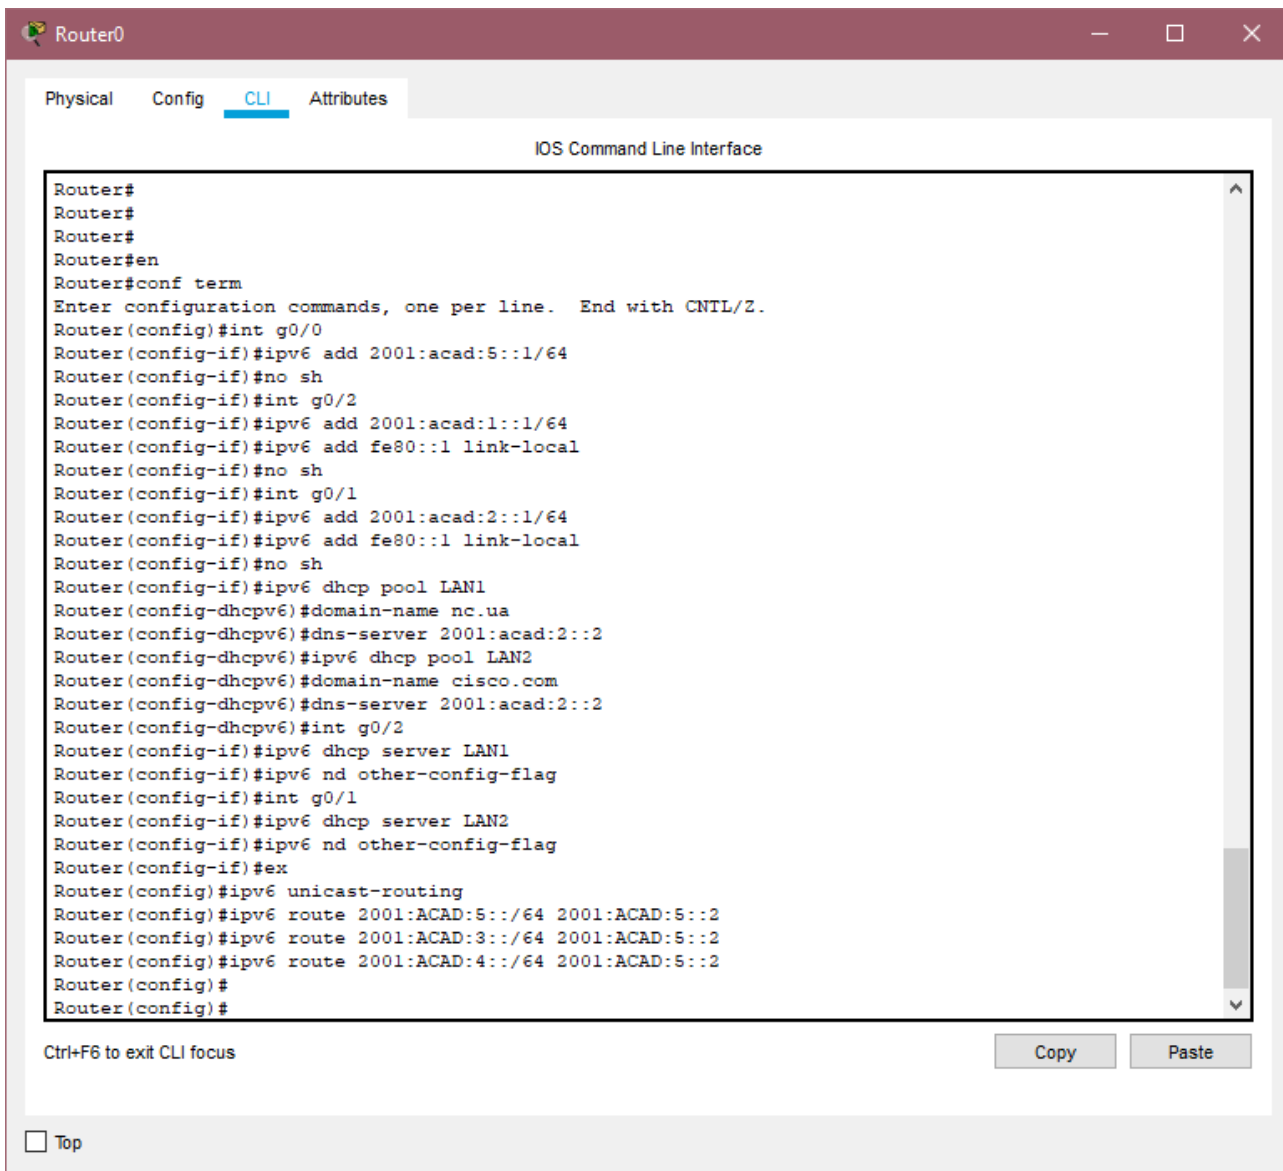 Router0
Physical Config CLI Attributes
IOS Command Line Interface
Router#
Router#
Router#
Router#en
Router#conf term
Enter configuration commands, one per line.  End with CNTL/Z.
Router(config)#int g0/0
Router(config-if)#ipv6 add 2001:acad:5::1/64
Router(config-if)#no sh
Router(config-if)#int g0/2
Router(config-if)#ipv6 add 2001:acad:1::1/64
Router(config-if)#ipv6 add fe80::1 link-local
Router(config-if)#no sh
Router(config-if)#int g0/1
Router(config-if)#ipv6 add 2001:acad:2::1/64
Router(config-if)#ipv6 add fe80::1 link-local
Router(config-if)#no sh
Router(config-if)#ipv6 dhcp pool LAN1
Router(config-dhcpv6)#domain-name nc.ua
Router(config-dhcpv6)#dns-server 2001:acad:2::2
Router(config-dhcpv6)#ipv6 dhcp pool LAN2
Router(config-dhcpv6)#domain-name cisco.com
Router(config-dhcpv6)#dns-server 2001:acad:2::2
Router(config-dhcpv6)#int g0/2
Router(config-if)#ipv6 dhcp server LAN1
Router(config-if)#ipv6 nd other-config-flag
Router(config-if)#int g0/1
Router(config-if)#ipv6 dhcp server LAN2
Router(config-if)#ipv6 nd other-config-flag
Router(config-if)#ex
Router(config)#ipv6 unicast-routing
Router(config)#ipv6 route 2001:ACAD:5::/64 2001:ACAD:5::2
Router(config)#ipv6 route 2001:ACAD:3::/64 2001:ACAD:5::2
Router(config)#ipv6 route 2001:ACAD:4::/64 2001:ACAD:5::2
Router(config)#
Router(config)#
Ctrl+F6 to exit CLI focus
Copy Paste
Top